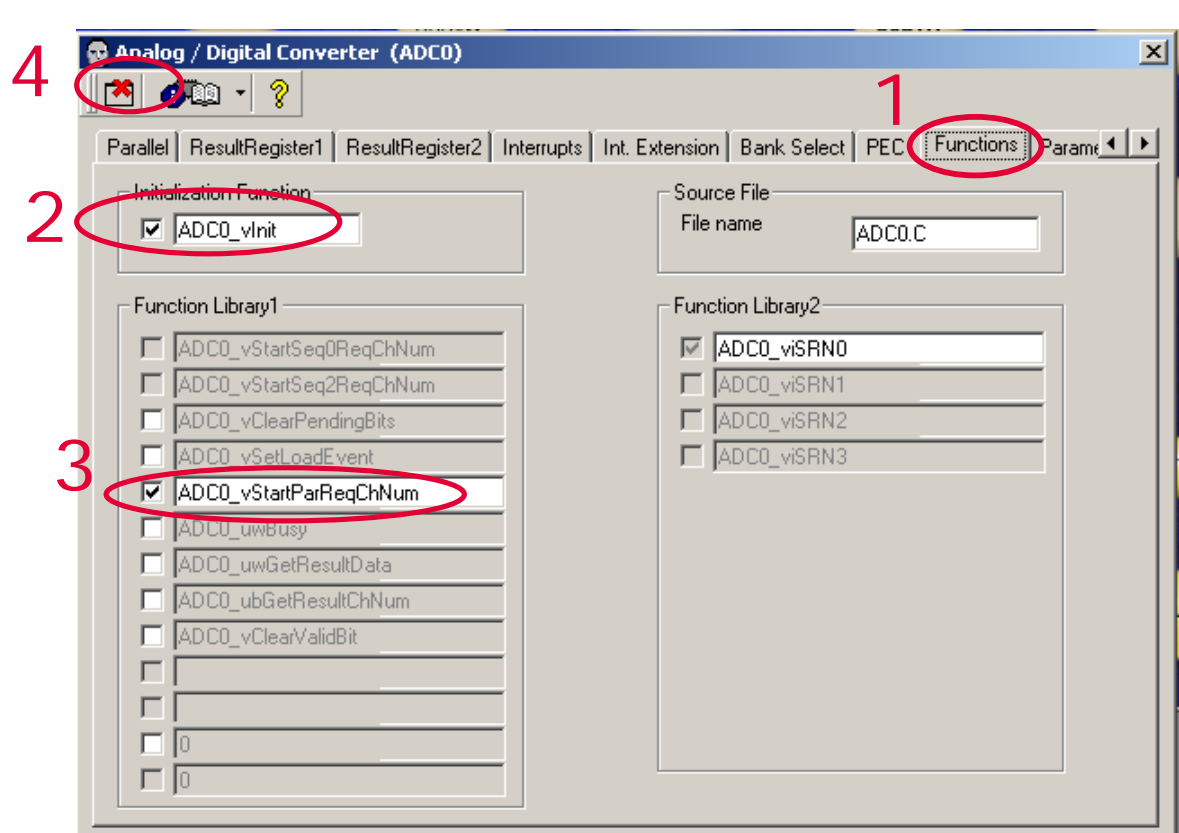 Analog / Digital Converter (ADC0)
4
1
Parallel ResultRegister1 ResultRegister2 Interrupts Int. Extension Bank Select PEC Functions Parame
2
Initialization Function
ADC0_vInit
Source File
File name
ADC0.C
Function Library1
ADC0_vStartSeq0ReqChNum
ADC0_vStartSeq2ReqChNum
ADC0_vClearPendingBits
ADC0_vSetLoadEvent
3
ADC0_vStartParReqChNum
ADC0_uwBusy
ADC0_uwGetResultData
ADC0_ubGetResultChNum
ADC0_vClearValidBit
0
0
Function Library2
ADC0_viSRN0
ADC0_viSRN1
ADC0_viSRN2
ADC0_viSRN3